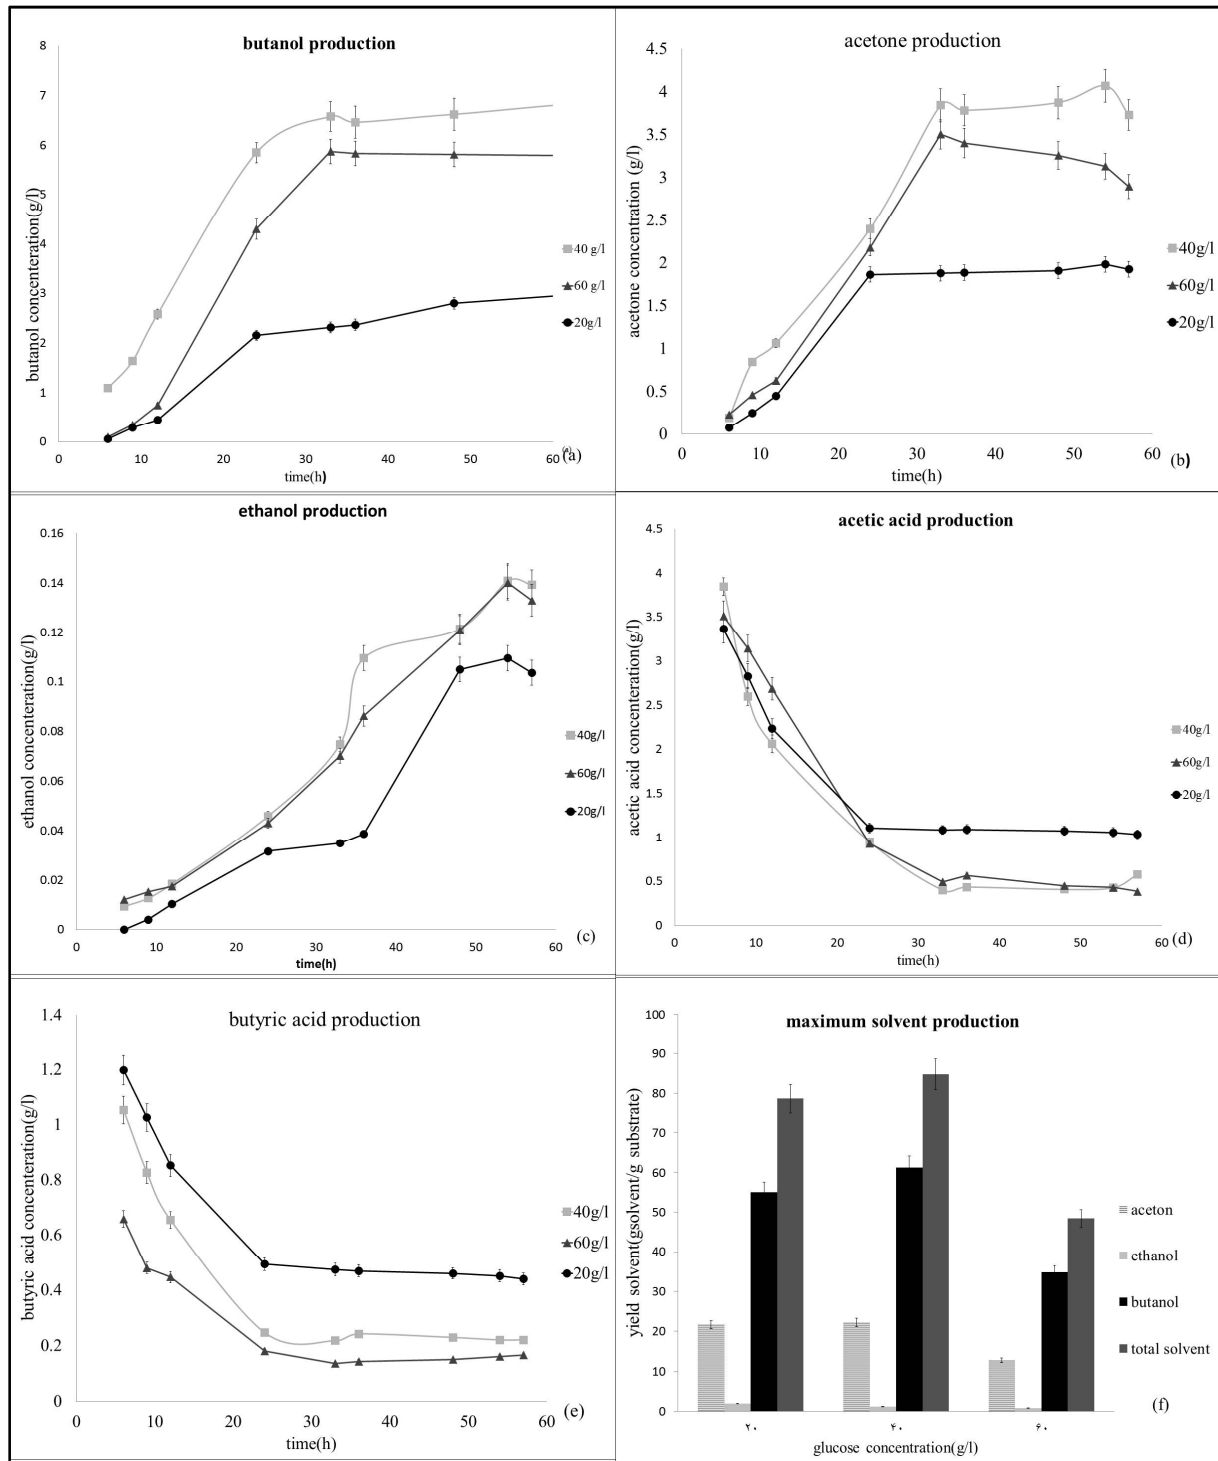 butanol production
8
7
6
5
4
3
2
1
0
0 10 20 30 40 50 60
butanol concenteration(g/l)
time(h)
40 g/l
60 g/l
20g/l
(a)
acetone production
4.5
4
3.5
3
2.5
2
1.5
1
0.5
0
0 10 20 30 40 50 60
acetone concentration (g/l)
time(h)
40g/l
60g/l
20g/l
(b)
ethanol production
0.16
0.14
0.12
0.1
0.08
0.06
0.04
0.02
0
0 10 20 30 40 50 60
ethanol concenteration(g/l)
time(h)
40g/l
60g/l
20g/l
(c)
acetic acid production
4.5
4
3.5
3
2.5
2
1.5
1
0.5
0
0 10 20 30 40 50 60
acetic acid concenteration(g/l)
time(h)
40g/l
60g/l
20g/l
(d)
butyric acid production
1.4
1.2
1
0.8
0.6
0.4
0.2
0
0 10 20 30 40 50 60
butyric acid concenteration(g/l)
time(h)
40g/l
60g/l
20g/l
(e)
maximum solvent production
100
90
80
70
60
50
40
30
20
10
0
۲۰ ۴۰ ۶۰
yield solvent(gsolvent/g substrate)
glucose concentration(g/l)
aceton
ethanol
butanol
total solvent
(f)